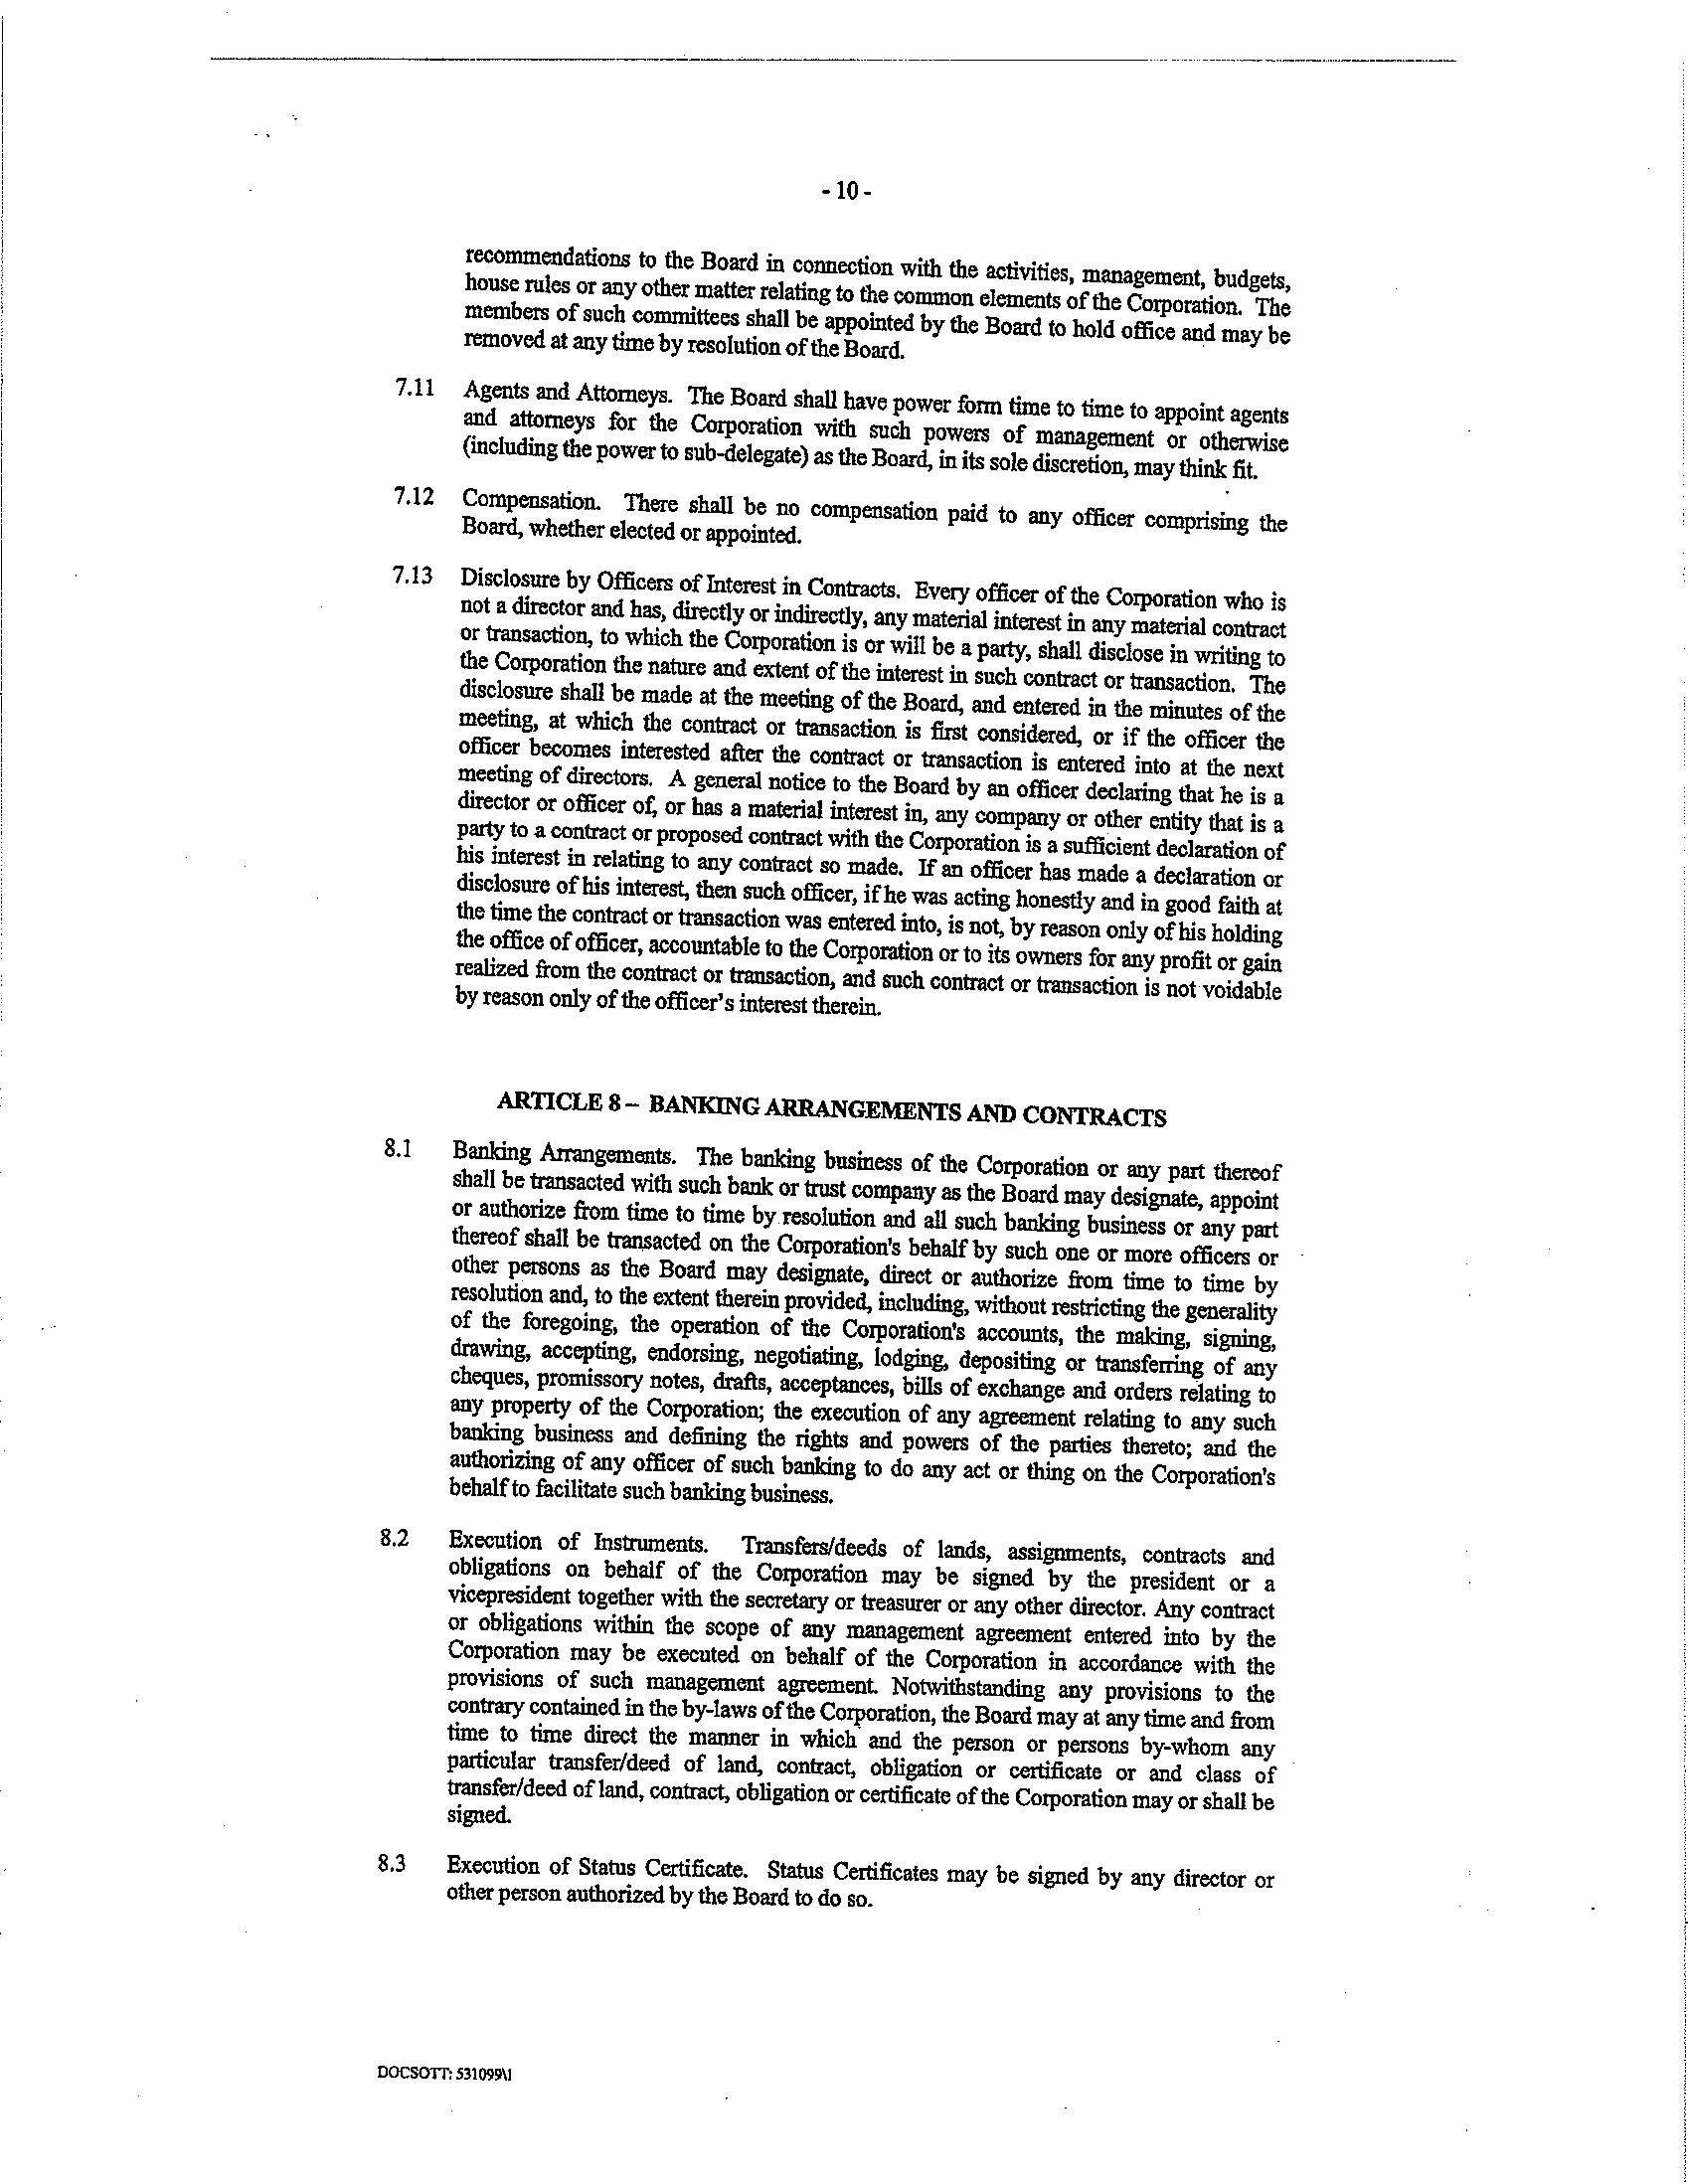 - 10 -
recommendations to the Board in connection with the activities, management, budgets,
house rules or any other matter relating to the common elements of the Corporation. The
members of such committees shall be appointed by the Board to hold office and may be
removed at any time by resolution of the Board.
7.11 Agents and Attorneys. The Board shall have power form time to time to appoint agents
and attorneys for the Corporation with such powers of management or otherwise
(including the power to sub-delegate) as the Board, in its sole discretion, may think fit.
7.12 Compensation. There shall be no compensation paid to any officer comprising the
Board, whether elected or appointed.
7.13 Disclosure by Officers of Interest in Contracts. Every officer of the Corporation who is
not a director and has, directly or indirectly, any material interest in any material contract
or transaction, to which the Corporation is or will be a party, shall disclose in writing to
the Corporation the nature and extent of the interest in such contract or transaction. The
disclosure shall be made at the meeting of the Board, and entered in the minutes of the
meeting, at which the contract or transaction is first considered, or if the officer the
officer becomes interested after the contract or transaction is entered into at the next
meeting of directors. A general notice to the Board by an officer declaring that he is a
director or officer of, or has a material interest in, any company or other entity that is a
party to a contract or proposed contract with the Corporation is a sufficient declaration of
his interest in relating to any contract so made. If an officer has made a declaration or
disclosure of his interest, then such officer, if he was acting honestly and in good faith at
the time the contract or transaction was entered into, is not, by reason only of his holding
the office of officer, accountable to the Corporation or to its owners for any profit or gain
realized from the contract or transaction, and such contract or transaction is not voidable
by reason only of the officer's interest therein.
ARTICLE 8 – BANKING ARRANGEMENTS AND CONTRACTS
8.1 Banking Arrangements. The banking business of the Corporation or any part thereof
shall be transacted with such bank or trust company as the Board may designate, appoint
or authorize from time to time by resolution and all such banking business or any part
thereof shall be transacted on the Corporation's behalf by such one or more officers or
other persons as the Board may designate, direct or authorize from time to time by
resolution and, to the extent therein provided, including, without restricting the generality
of the foregoing, the operation of the Corporation's accounts, the making, signing,
drawing, accepting, endorsing, negotiating, lodging, depositing or transferring of any
cheques, promissory notes, drafts, acceptances, bills of exchange and orders relating to
any property of the Corporation; the execution of any agreement relating to any such
banking business and defining the rights and powers of the parties thereto; and the
authorizing of any officer of such banking to do any act or thing on the Corporation's
behalf to facilitate such banking business.
8.2 Execution of Instruments. Transfers/deeds of lands, assignments, contracts and
obligations on behalf of the Corporation may be signed by the president or a
vicepresident together with the secretary or treasurer or any other director. Any contract
or obligations within the scope of any management agreement entered into by the
Corporation may be executed on behalf of the Corporation in accordance with the
provisions of such management agreement. Notwithstanding any provisions to the
contrary contained in the by-laws of the Corporation, the Board may at any time and from
time to time direct the manner in which and the person or persons by-whom any
particular transfer/deed of land, contract, obligation or certificate or and class of
transfer/deed of land, contract, obligation or certificate of the Corporation may or shall be
signed.
8.3 Execution of Status Certificate. Status Certificates may be signed by any director or
other person authorized by the Board to do so.
DOCSOTT: 531099\1